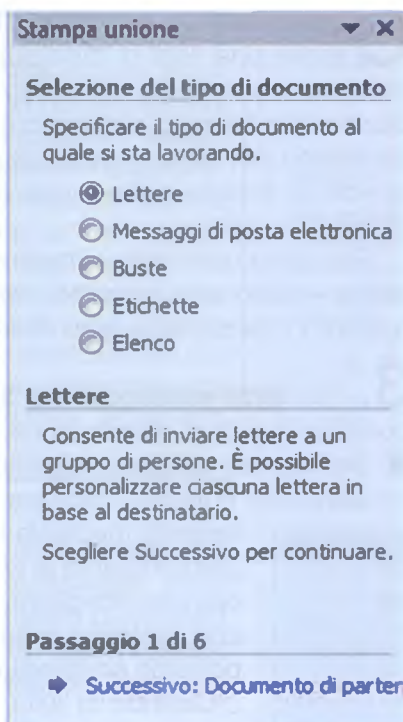 Stampa unione
Selezione del tipo di documento
Specificare il tipo di documento al
quale si sta lavorando.
Lettere
Messaggi di posta elettronica
Buste
Etichette
Elenco
Lettere
Consente di inviare lettere a un
gruppo di persone. È possibile
personalizzare ciascuna lettera in
base al destinatario.
Scegliere Successivo per continuare.
Passaggio 1 di 6
Successivo: Documento di parten